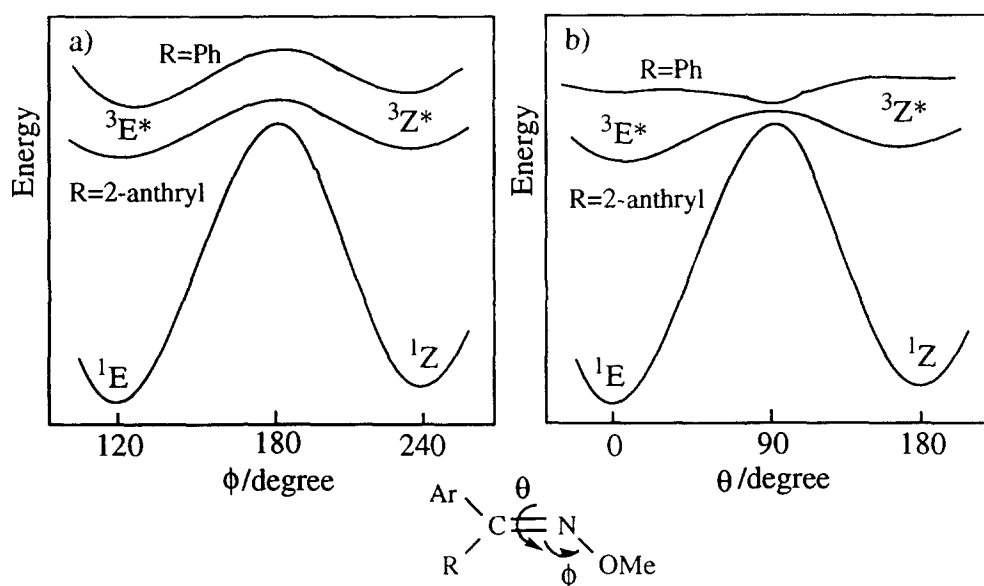 a)
R=Ph
³E*
³Z*
R=2-anthryl
¹E
¹Z
Energy
120 180 240
ϕ/degree
b)
R=Ph
³E*
³Z*
R=2-anthryl
¹E
¹Z
Energy
0 90 180
θ/degree
Ar θ
C N
R OMe
ϕ